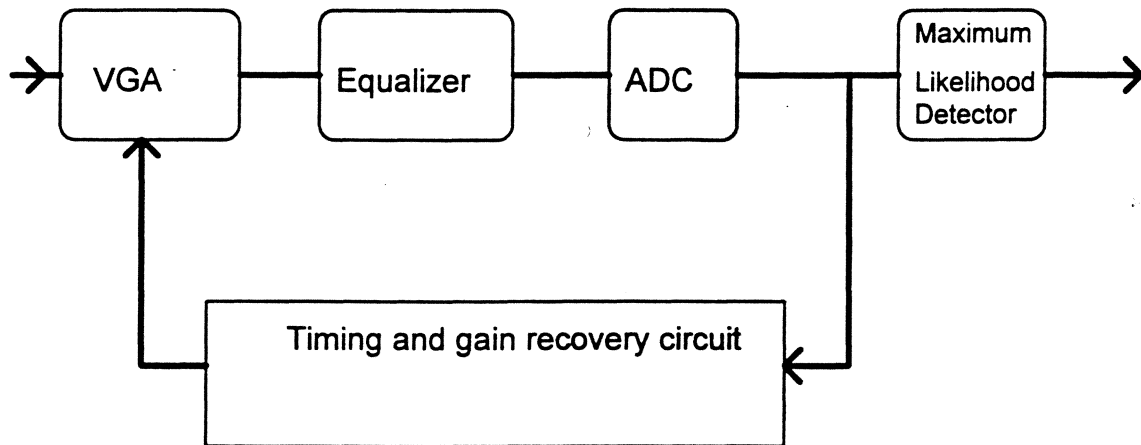 VGA
Equalizer
ADC
Maximum
Likelihood
Detector
Timing and gain recovery circuit